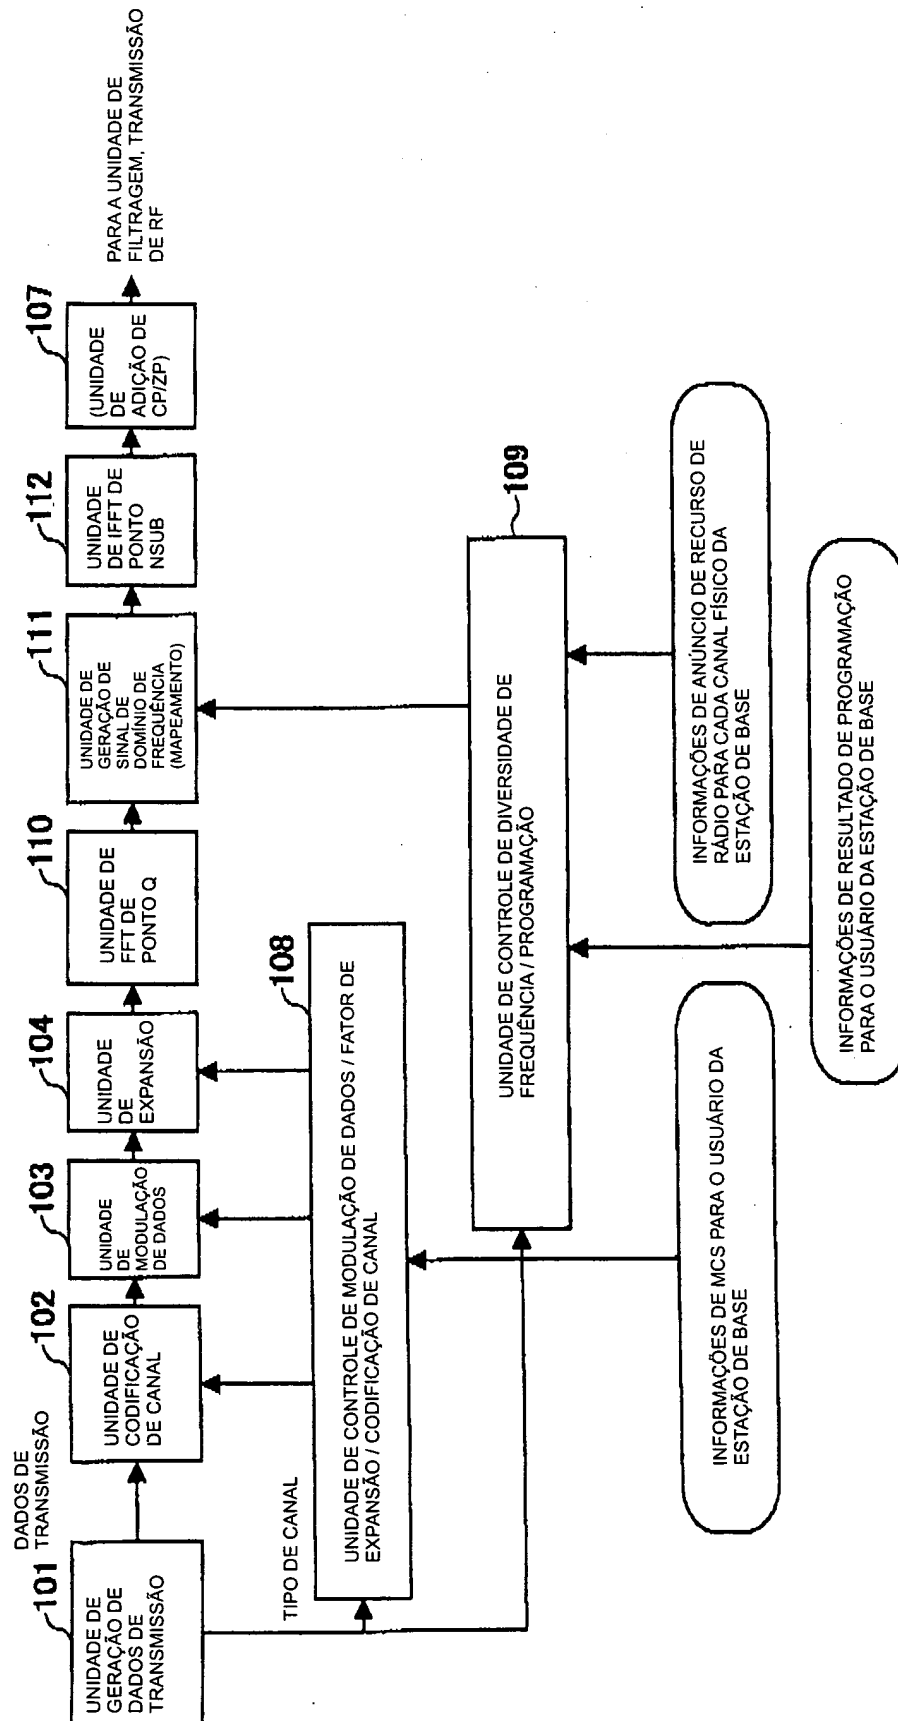 101
UNIDADE DE
GERAÇÃO DE
DADOS DE
TRANSMISSÃO
DADOS DE
TRANSMISSÃO
102
UNIDADE DE
CODIFICAÇÃO
DE CANAL
103
UNIDADE
DE
MODULAÇÃO
DE DADOS
104
UNIDADE
DE
EXPANSÃO
110
UNIDADE DE
FFT DE
PONTO Q
111
UNIDADE DE
GERAÇÃO DE
SINAL DE
DOMÍNIO DE
FREQUÊNCIA
(MAPEAMENTO)
112
UNIDADE
DE IFFT DE
PONTO
NSUB
107
(UNIDADE
DE
ADIÇÃO DE
CP/ZP)
PARA A UNIDADE DE
FILTRAGEM, TRANSMISSÃO
DE RF
TIPO DE CANAL
108
UNIDADE DE CONTROLE DE MODULAÇÃO DE DADOS / FATOR DE
EXPANSÃO / CODIFICAÇÃO DE CANAL
109
UNIDADE DE CONTROLE DE DIVERSIDADE DE
FREQUÊNCIA / PROGRAMAÇÃO
INFORMAÇÕES DE MCS PARA O USUÁRIO DA
ESTAÇÃO DE BASE
INFORMAÇÕES DE ANÚNCIO DE RECURSO DE
RÁDIO PARA CADA CANAL FÍSICO DA
ESTAÇÃO DE BASE
INFORMAÇÕES DE RESULTADO DE PROGRAMAÇÃO
PARA O USUÁRIO DA ESTAÇÃO DE BASE